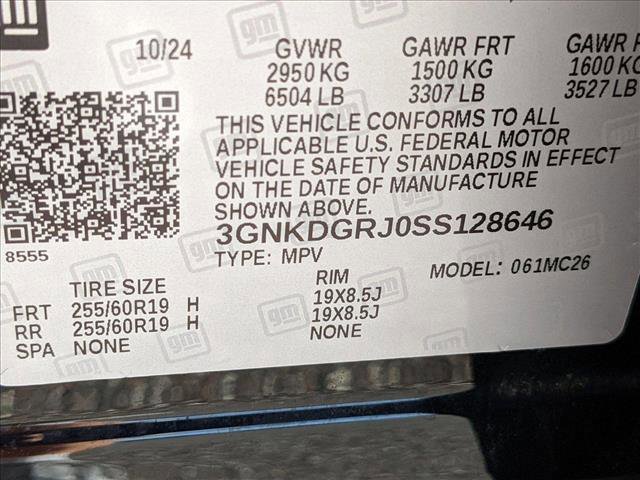 gm
10/24 GVWR GAWR FRT GAWR
2950 KG 1500 KG 1600 KG
6504 LB 3307 LB 3527 LB
THIS VEHICLE CONFORMS TO ALL
APPLICABLE U.S. FEDERAL MOTOR
VEHICLE SAFETY STANDARDS IN EFFECT
ON THE DATE OF MANUFACTURE
SHOWN ABOVE.
3GNKDGRJ0SS128646
8555
TYPE: MPV MODEL: 061MC26
TIRE SIZE RIM
FRT 255/60R19 H 19X8.5J
RR 255/60R19 H 19X8.5J
SPA NONE NONE